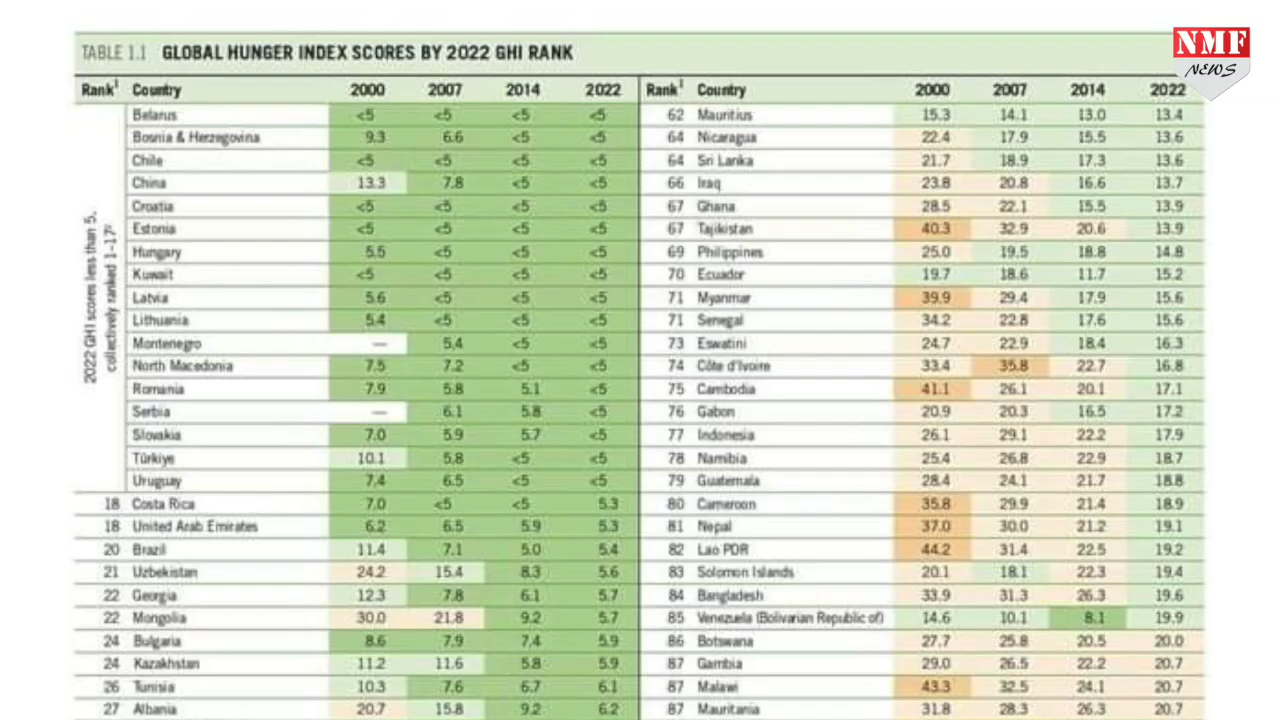 NMF
NEWS
TABLE 1.1 GLOBAL HUNGER INDEX SCORES BY 2022 GHI RANK
Rank¹ Country 2000 2007 2014 2022
2022 GHI scores less than 5, collectively ranked 1–17²
Belarus <5 <5 <5 <5
Bosnia & Herzegovina 9.3 6.6 <5 <5
Chile <5 <5 <5 <5
China 13.3 7.8 <5 <5
Croatia <5 <5 <5 <5
Estonia <5 <5 <5 <5
Hungary 5.5 <5 <5 <5
Kuwait <5 <5 <5 <5
Latvia 5.6 <5 <5 <5
Lithuania 5.4 <5 <5 <5
Montenegro — 5.4 <5 <5
North Macedonia 7.5 7.2 <5 <5
Romania 7.9 5.8 5.1 <5
Serbia — 6.1 5.8 <5
Slovakia 7.0 5.9 5.7 <5
Türkiye 10.1 5.8 <5 <5
Uruguay 7.4 6.5 <5 <5
18 Costa Rica 7.0 <5 <5 5.3
18 United Arab Emirates 6.2 6.5 5.9 5.3
20 Brazil 11.4 7.1 5.0 5.4
21 Uzbekistan 24.2 15.4 8.3 5.6
22 Georgia 12.3 7.8 6.1 5.7
22 Mongolia 30.0 21.8 9.2 5.7
24 Bulgaria 8.6 7.9 7.4 5.9
24 Kazakhstan 11.2 11.6 5.8 5.9
26 Tunisia 10.3 7.6 6.7 6.1
27 Albania 20.7 15.8 9.2 6.2
Rank¹ Country 2000 2007 2014 2022
62 Mauritius 15.3 14.1 13.0 13.4
64 Nicaragua 22.4 17.9 15.5 13.6
64 Sri Lanka 21.7 18.9 17.3 13.6
66 Iraq 23.8 20.8 16.6 13.7
67 Ghana 28.5 22.1 15.5 13.9
67 Tajikistan 40.3 32.9 20.6 13.9
69 Philippines 25.0 19.5 18.8 14.8
70 Ecuador 19.7 18.6 11.7 15.2
71 Myanmar 39.9 29.4 17.9 15.6
71 Senegal 34.2 22.8 17.6 15.6
73 Eswatini 24.7 22.9 18.4 16.3
74 Côte d'Ivoire 33.4 35.8 22.7 16.8
75 Cambodia 41.1 26.1 20.1 17.1
76 Gabon 20.9 20.3 16.5 17.2
77 Indonesia 26.1 29.1 22.2 17.9
78 Namibia 25.4 26.8 22.9 18.7
79 Guatemala 28.4 24.1 21.7 18.8
80 Cameroon 35.8 29.9 21.4 18.9
81 Nepal 37.0 30.0 21.2 19.1
82 Lao PDR 44.2 31.4 22.5 19.2
83 Solomon Islands 20.1 18.1 22.3 19.4
84 Bangladesh 33.9 31.3 26.3 19.6
85 Venezuela (Bolivarian Republic of) 14.6 10.1 8.1 19.9
86 Botswana 27.7 25.8 20.5 20.0
87 Gambia 29.0 26.5 22.2 20.7
87 Malawi 43.3 32.5 24.1 20.7
87 Mauritania 31.8 28.3 26.3 20.7